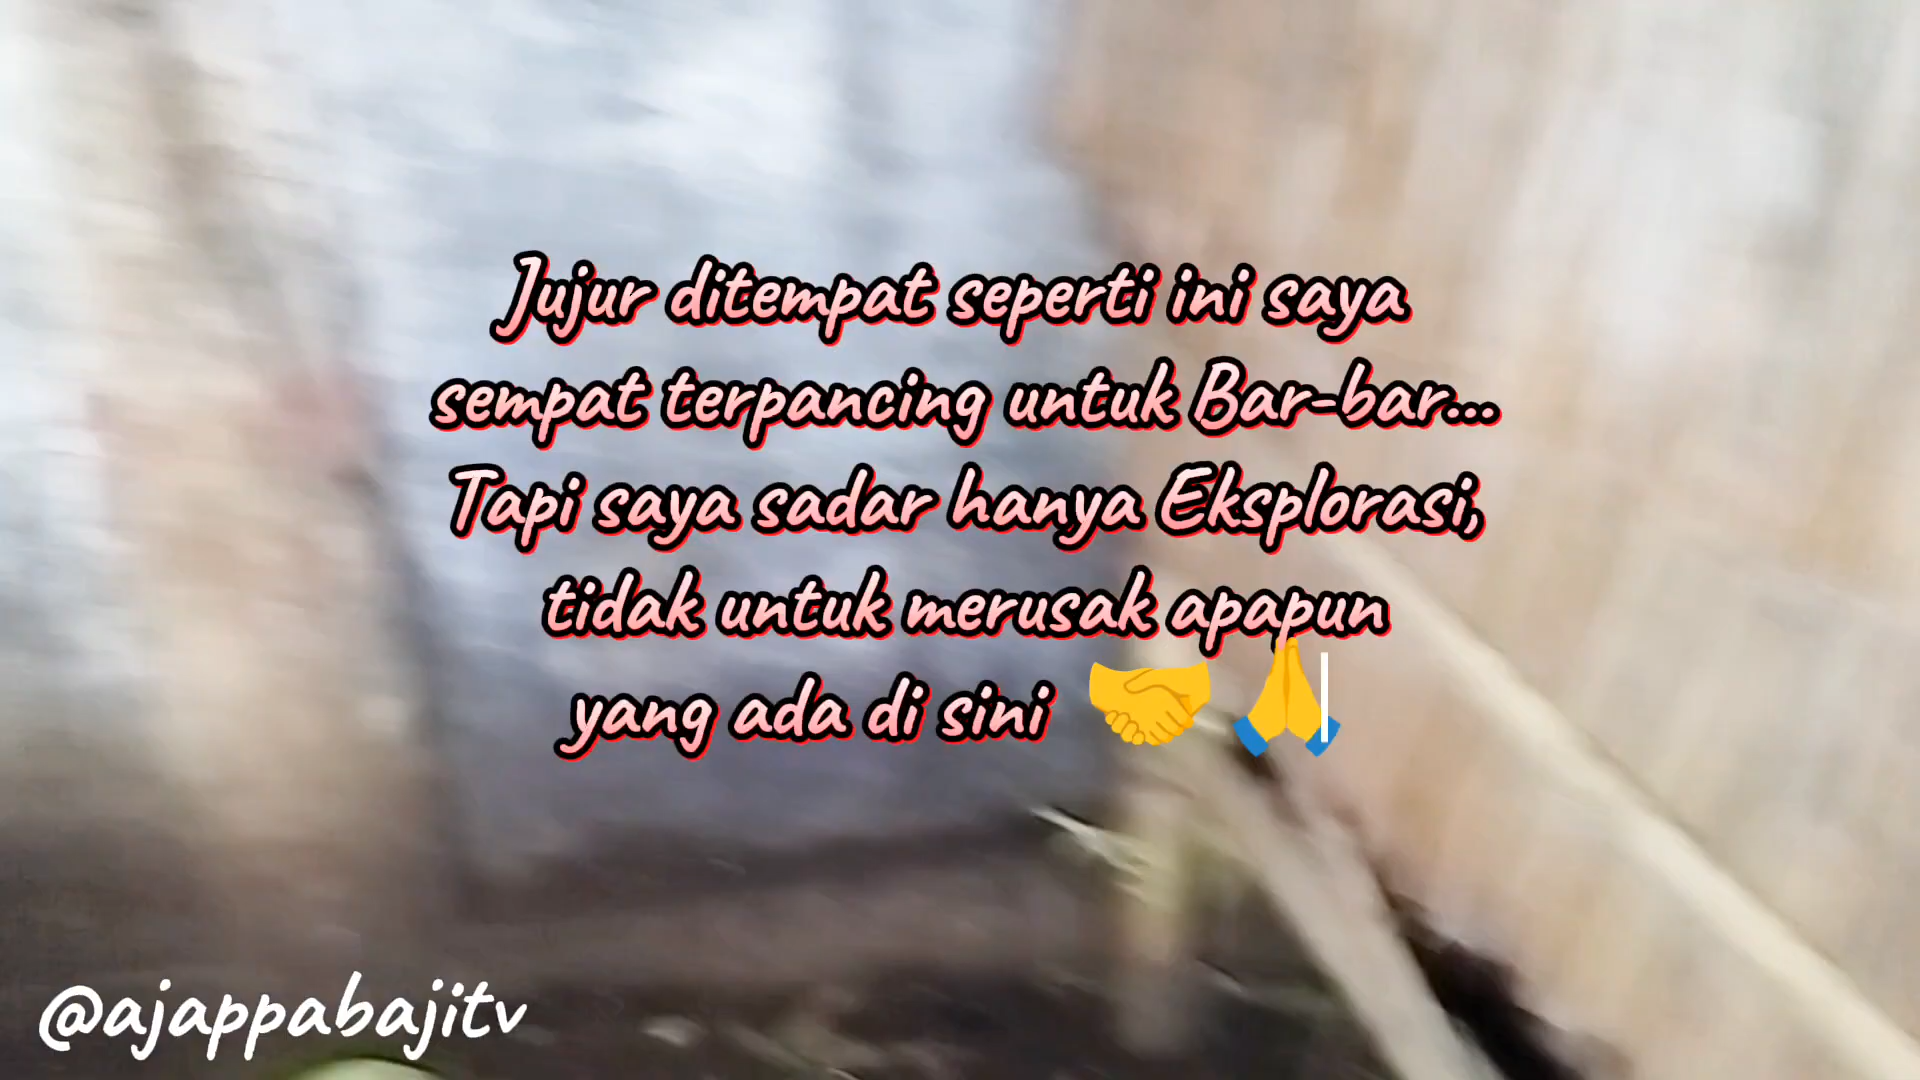 Jujur ditempat seperti ini saya
sempat terpancing untuk Bar-bar...
Tapi saya sadar hanya Eksplorasi,
tidak untuk merusak apapun
yang ada di sini 🤝🙏
@ajappabajitv